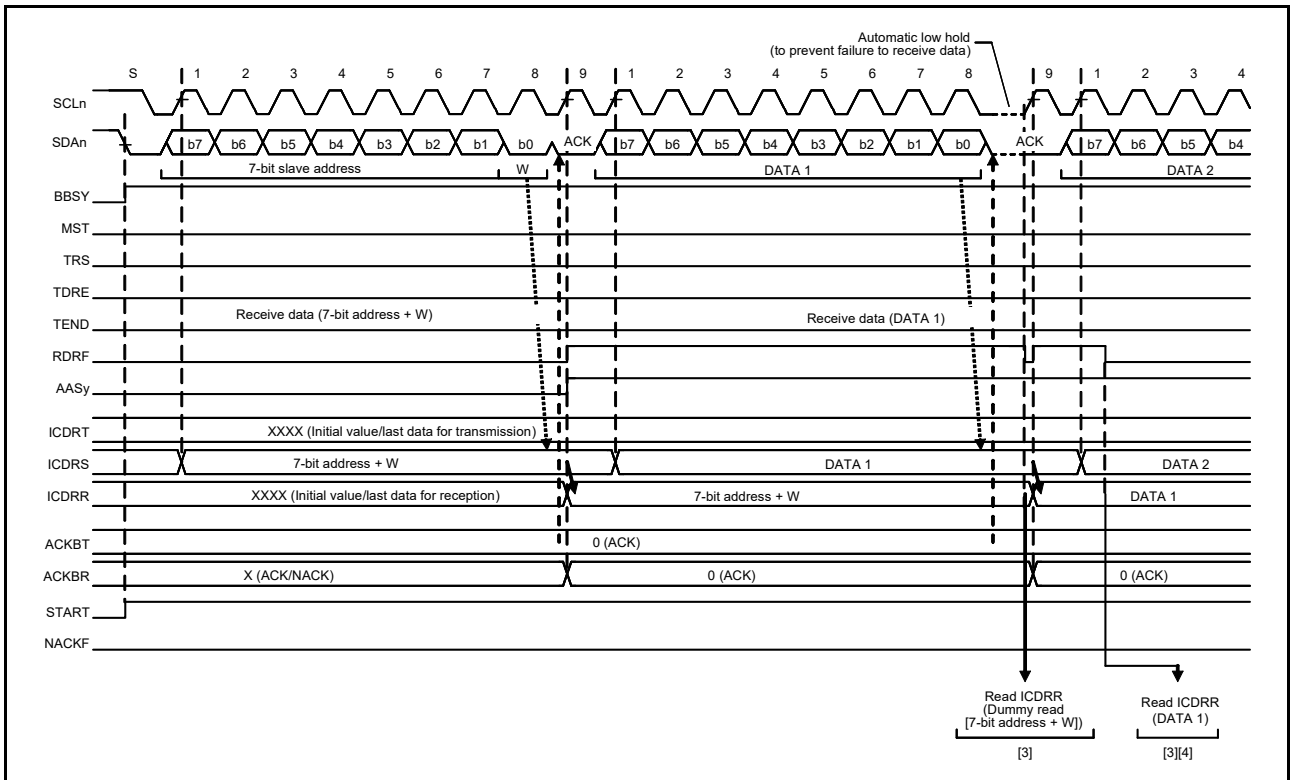 Automatic low hold
(to prevent failure to receive data)
S 1 2 3 4 5 6 7 8 9 1 2 3 4 5 6 7 8 9 1 2 3 4
SCLn
SDAn b7 b6 b5 b4 b3 b2 b1 b0 ACK b7 b6 b5 b4 b3 b2 b1 b0 ACK b7 b6 b5 b4
7-bit slave address W DATA 1 DATA 2
BBSY
MST
TRS
TDRE
Receive data (7-bit address + W) Receive data (DATA 1)
TEND
RDRF
AASy
ICDRT XXXX (Initial value/last data for transmission)
ICDRS 7-bit address + W DATA 1 DATA 2
ICDRR XXXX (Initial value/last data for reception) 7-bit address + W DATA 1
ACKBT 0 (ACK)
ACKBR X (ACK/NACK) 0 (ACK) 0 (ACK)
START
NACKF
Read ICDRR
(Dummy read
[7-bit address + W])
[3]
Read ICDRR
(DATA 1)
[3][4]